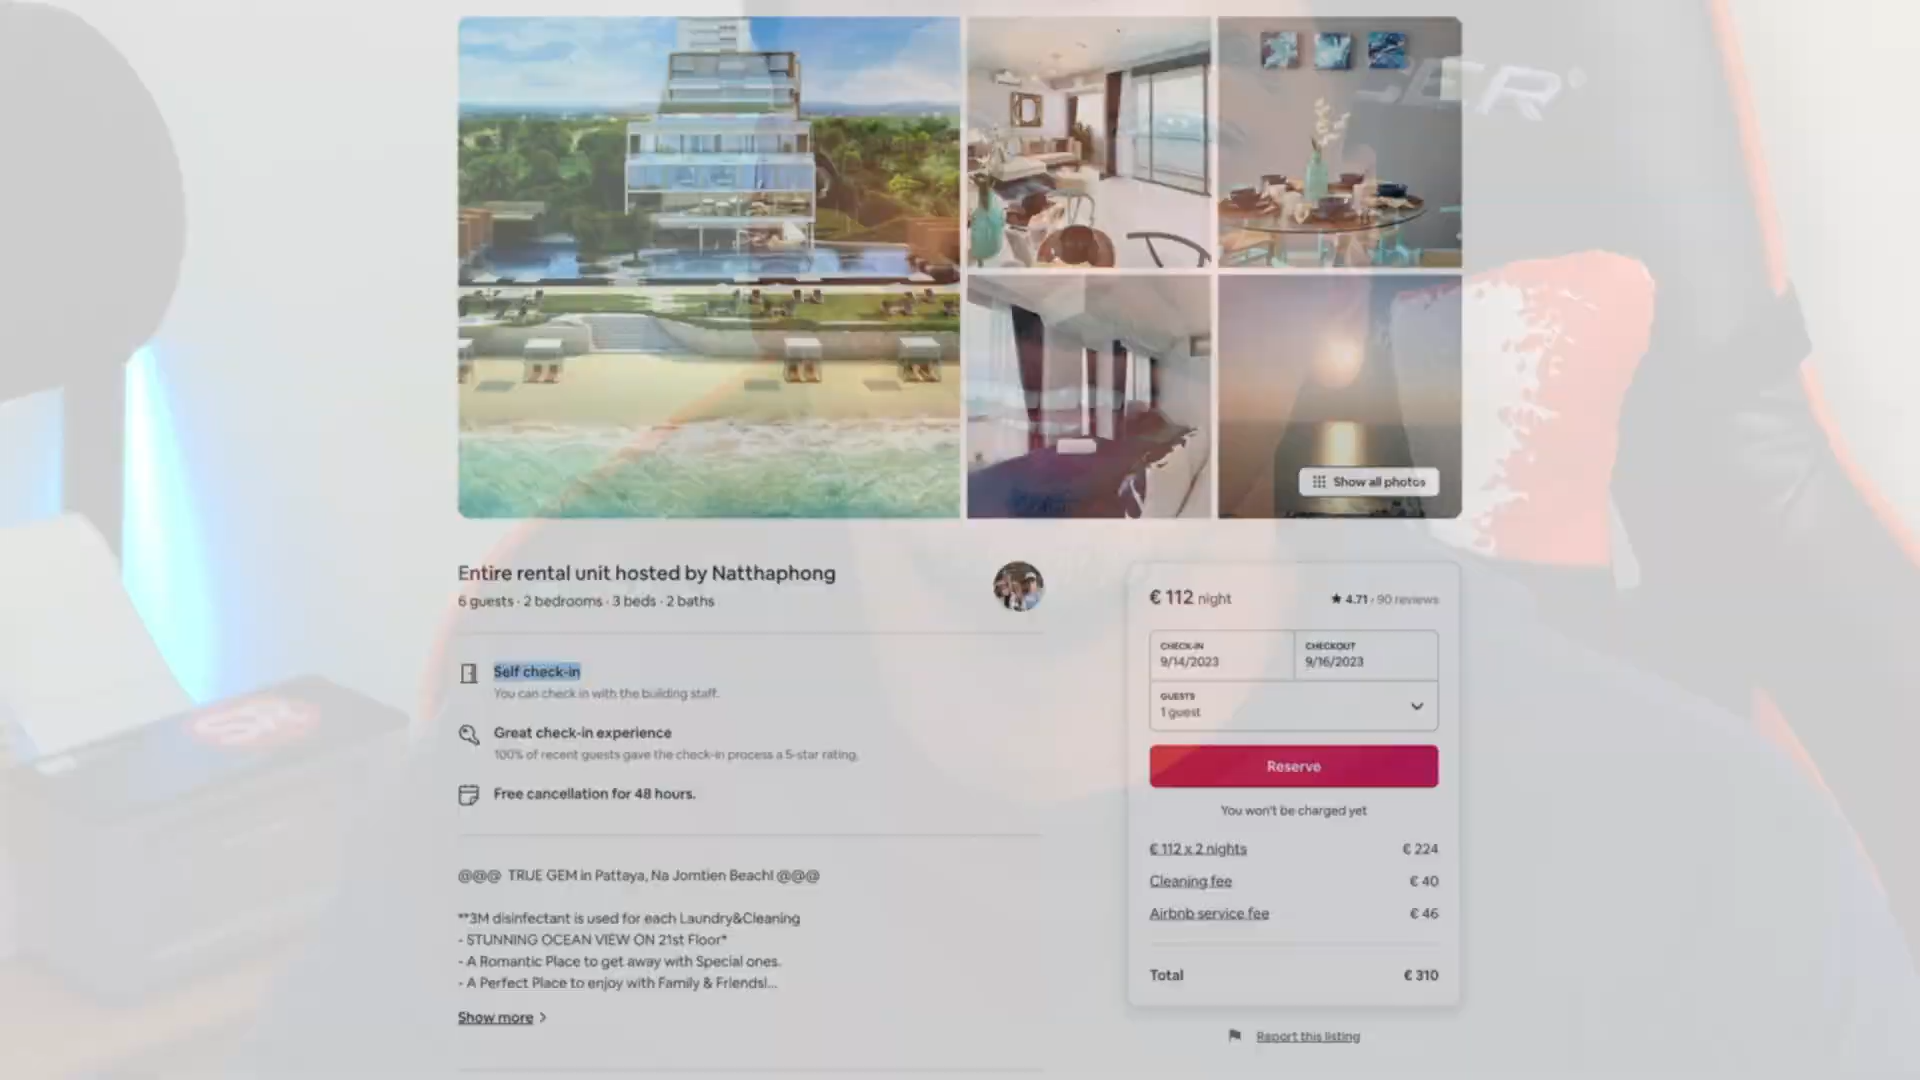 Show all photos
Entire rental unit hosted by Natthaphong
6 guests · 2 bedrooms · 3 beds · 2 baths
Self check-in
You can check in with the building staff.
Great check-in experience
100% of recent guests gave the check-in process a 5-star rating.
Free cancellation for 48 hours.
@@@ TRUE GEM in Pattaya, Na Jomtien Beach! @@@
**3M disinfectant is used for each Laundry&Cleaning
- STUNNING OCEAN VIEW ON 21st Floor*
- A Romantic Place to get away with Special ones.
- A Perfect Place to enjoy with Family & Friends!...
Show more >
€ 112 night
★ 4.71 · 90 reviews
CHECK-IN
9/14/2023
CHECKOUT
9/16/2023
GUESTS
1 guest
Reserve
You won't be charged yet
€ 112 x 2 nights € 224
Cleaning fee € 40
Airbnb service fee € 46
Total € 310
Report this listing